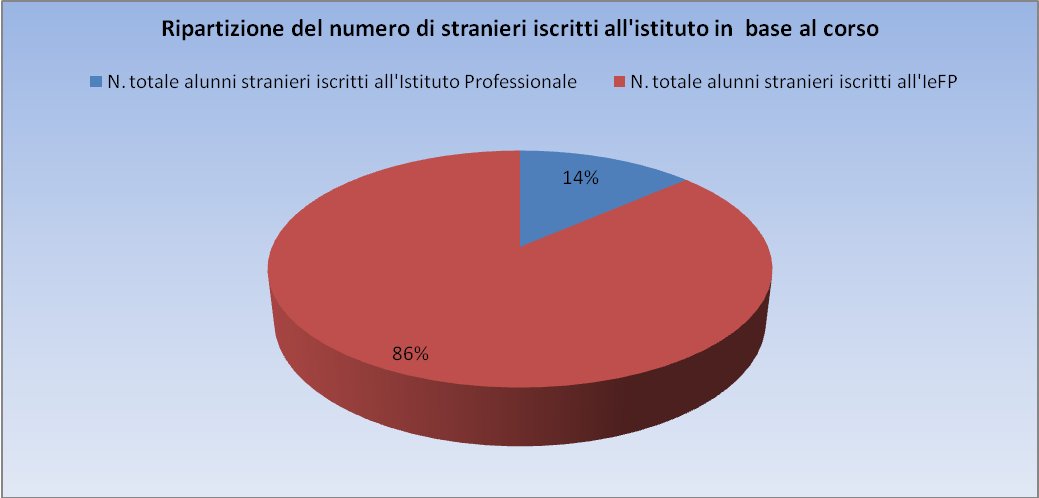 Ripartizione del numero di stranieri iscritti all'istituto in  base al corso
N. totale alunni stranieri iscritti all'Istituto Professionale N. totale alunni stranieri iscritti all'IeFP
14%
86%